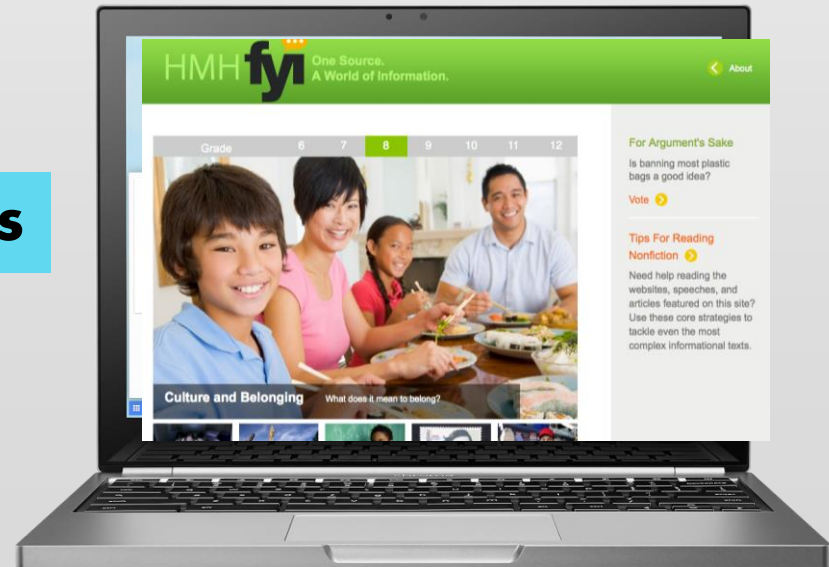 HMH fyi
One Source.
A World of Information.
About
s
Grade 6 7 8 9 10 11 12
Culture and Belonging What does it mean to belong?
For Argument's Sake
Is banning most plastic
bags a good idea?
Vote
Tips For Reading
Nonfiction
Need help reading the
websites, speeches, and
articles featured on this site?
Use these core strategies to
tackle even the most
complex informational texts.